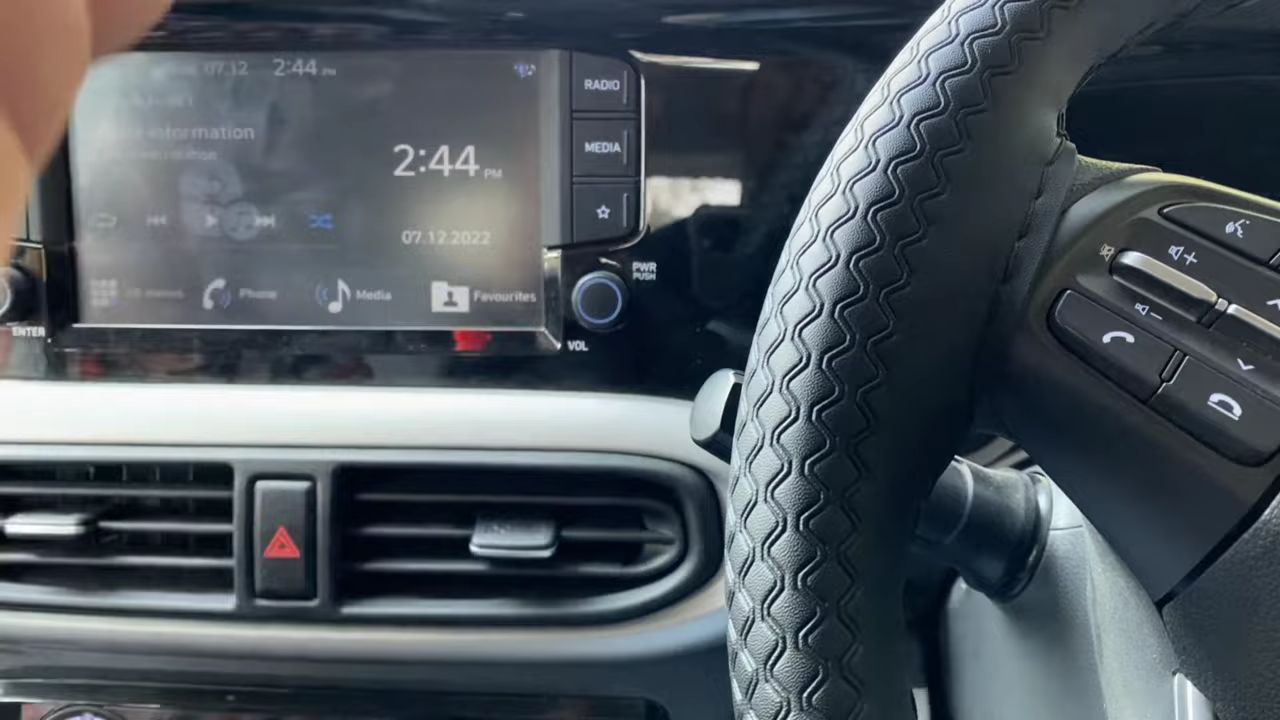 07.12 2:44 PM
information
2:44 PM
07.12.2022
Phone
Media
Favourites
RADIO
MEDIA
PWR
PUSH
VOL
ENTER
+
−